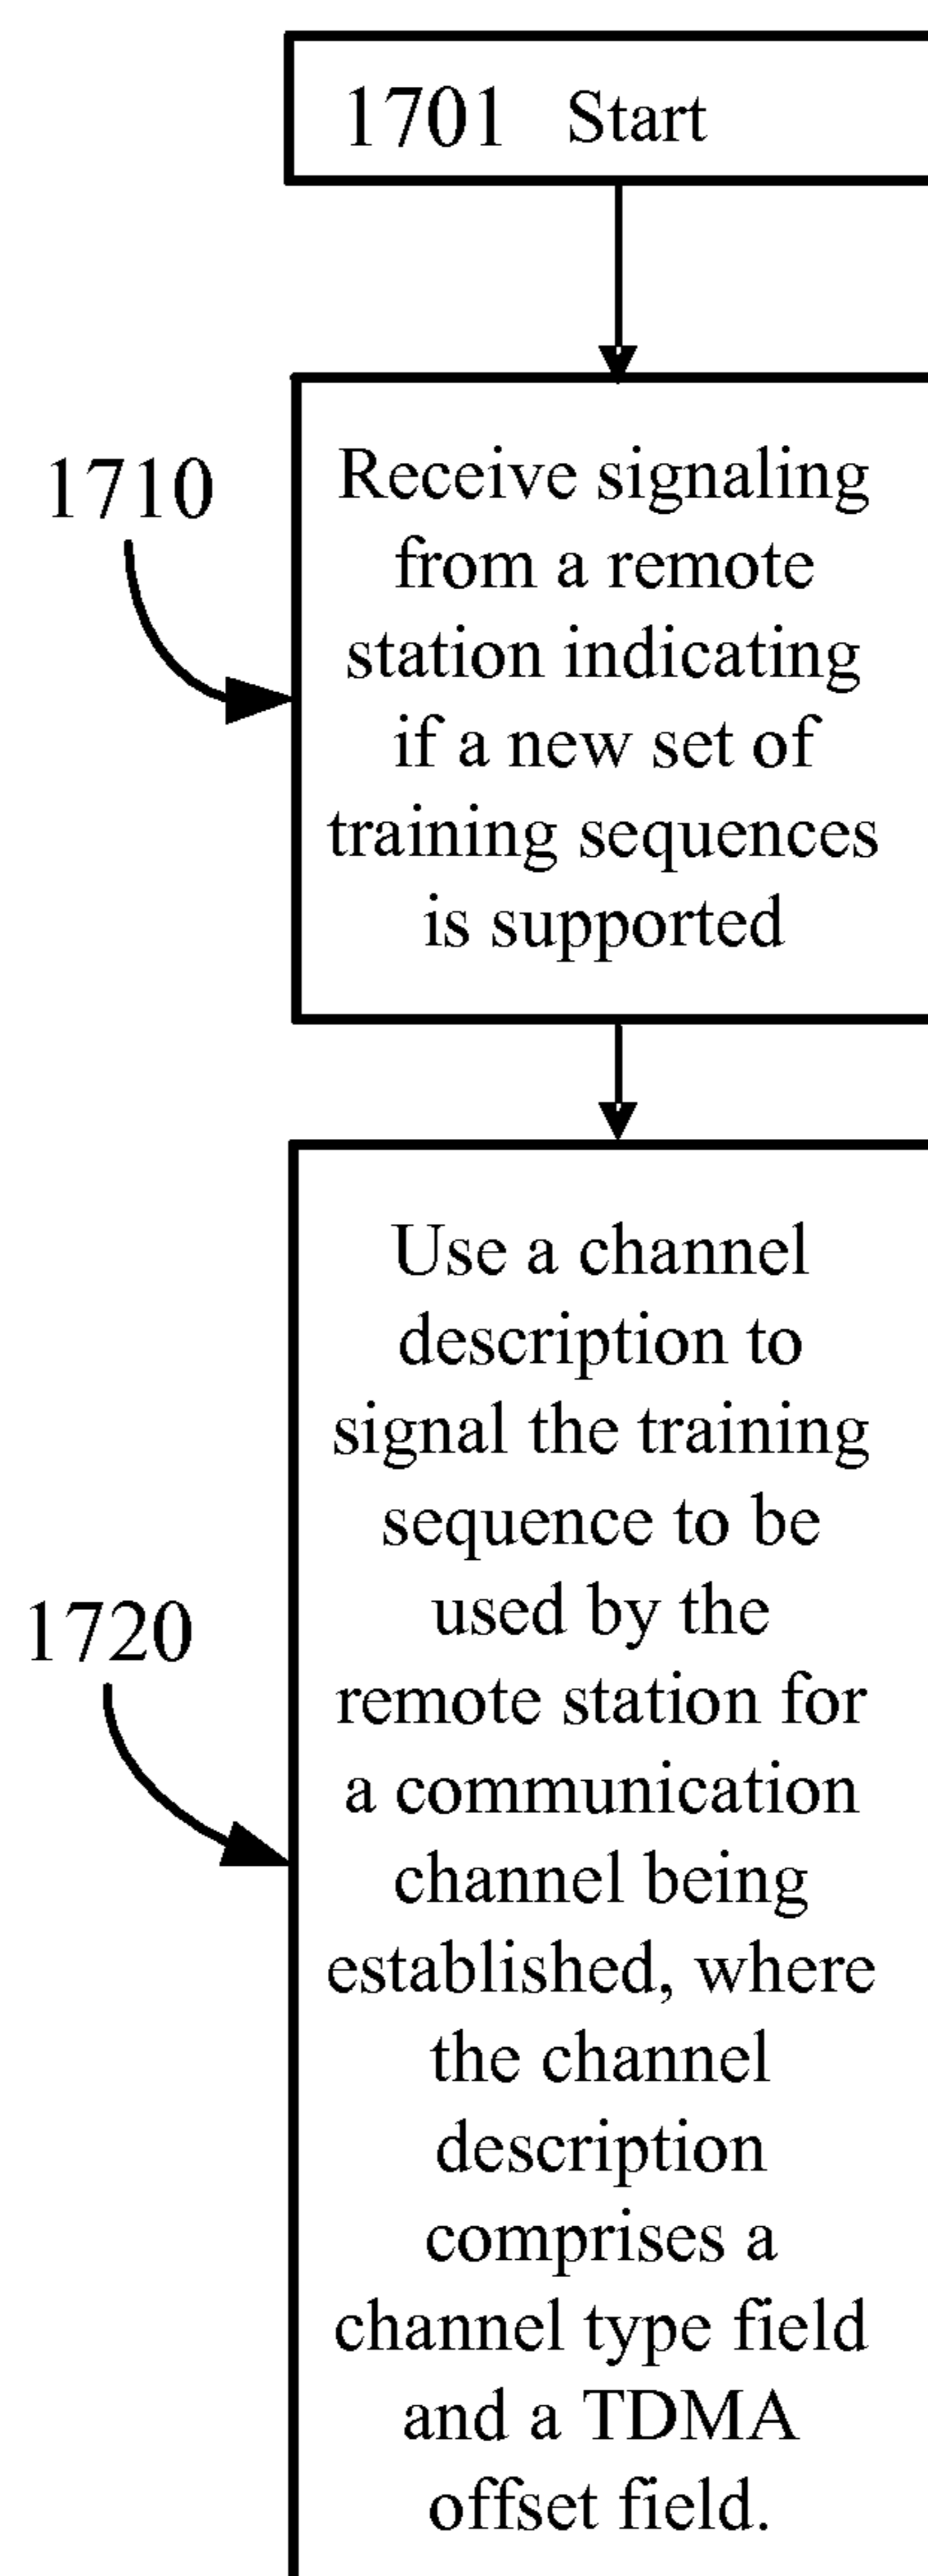 1701 Start
1710
Receive signaling
from a remote
station indicating
if a new set of
training sequences
is supported
1720
Use a channel
description to
signal the training
sequence to be
used by the
remote station for
a communication
channel being
established, where
the channel
description
comprises a
channel type field
and a TDMA
offset field.